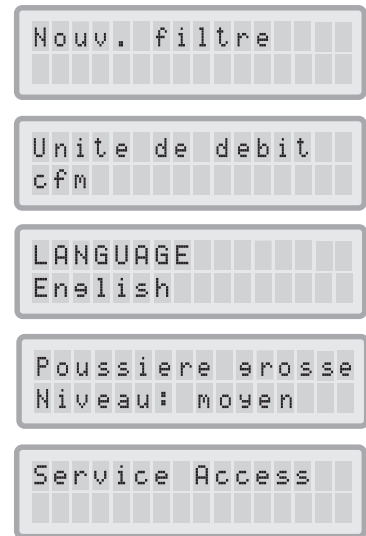 Nouv. filtre
Unite de debit
cfm
LANGUAGE
English
Poussiere grosse
Niveau: moyen
Service Access